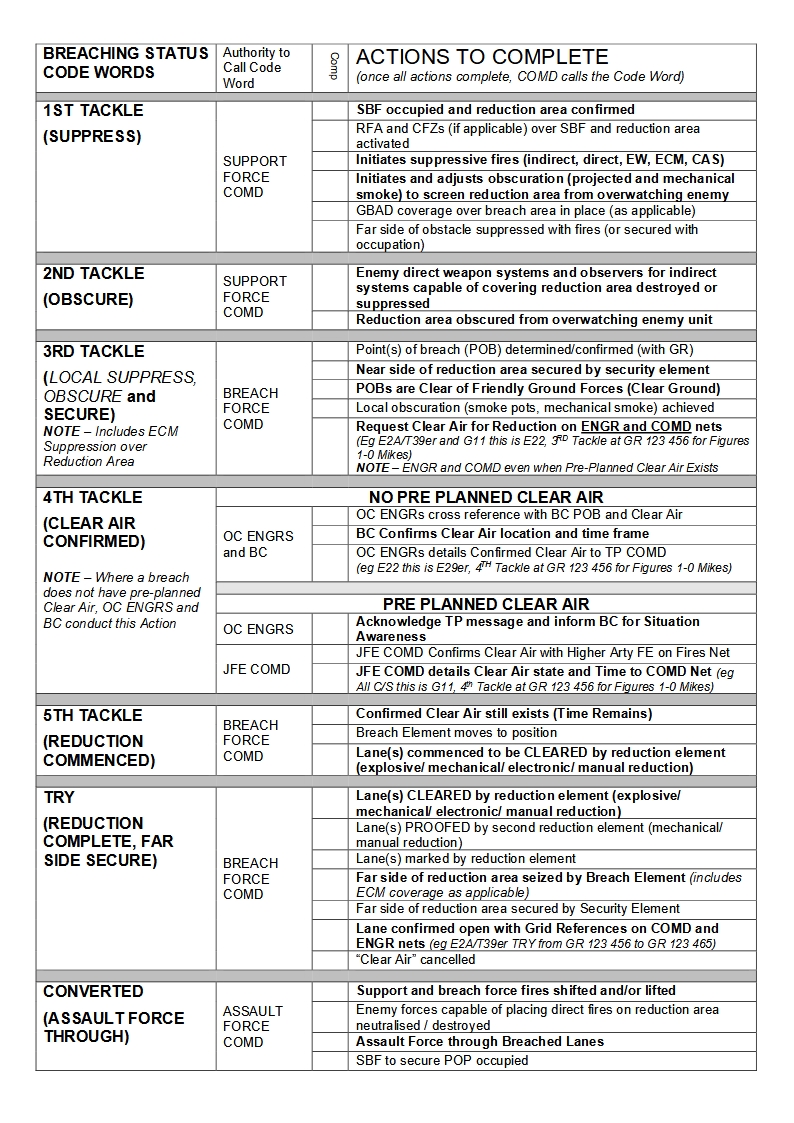 BREACHING STATUS
CODE WORDS
Authority to
Call Code
Word
Comp
ACTIONS TO COMPLETE
(once all actions complete, COMD calls the Code Word)
1ST TACKLE
(SUPPRESS)
SUPPORT
FORCE
COMD
SBF occupied and reduction area confirmed
RFA and CFZs (if applicable) over SBF and reduction area
activated
Initiates suppressive fires (indirect, direct, EW, ECM, CAS)
Initiates and adjusts obscuration (projected and mechanical
smoke) to screen reduction area from overwatching enemy
GBAD coverage over breach area in place (as applicable)
Far side of obstacle suppressed with fires (or secured with
occupation)
2ND TACKLE
(OBSCURE)
SUPPORT
FORCE
COMD
Enemy direct weapon systems and observers for indirect
systems capable of covering reduction area destroyed or
suppressed
Reduction area obscured from overwatching enemy unit
3RD TACKLE
(LOCAL SUPPRESS,
OBSCURE and
SECURE)
NOTE – Includes ECM
Suppression over
Reduction Area
BREACH
FORCE
COMD
Point(s) of breach (POB) determined/confirmed (with GR)
Near side of reduction area secured by security element
POBs are Clear of Friendly Ground Forces (Clear Ground)
Local obscuration (smoke pots, mechanical smoke) achieved
Request Clear Air for Reduction on ENGR and COMD nets
(Eg E2A/T39er and G11 this is E22, 3RD Tackle at GR 123 456 for Figures
1-0 Mikes)
NOTE – ENGR and COMD even when Pre-Planned Clear Air Exists
4TH TACKLE
(CLEAR AIR
CONFIRMED)
NOTE – Where a breach
does not have pre-planned
Clear Air, OC ENGRS and
BC conduct this Action
NO PRE PLANNED CLEAR AIR
OC ENGRS
and BC
OC ENGRs cross reference with BC POB and Clear Air
BC Confirms Clear Air location and time frame
OC ENGRs details Confirmed Clear Air to TP COMD
(eg E22 this is E29er, 4TH Tackle at GR 123 456 for Figures 1-0 Mikes)
PRE PLANNED CLEAR AIR
OC ENGRS
Acknowledge TP message and inform BC for Situation
Awareness
JFE COMD
JFE COMD Confirms Clear Air with Higher Arty FE on Fires Net
JFE COMD details Clear Air state and Time to COMD Net (eg
All C/S this is G11, 4th Tackle at GR 123 456 for Figures 1-0 Mikes)
5TH TACKLE
(REDUCTION
COMMENCED)
BREACH
FORCE
COMD
Confirmed Clear Air still exists (Time Remains)
Breach Element moves to position
Lane(s) commenced to be CLEARED by reduction element
(explosive/ mechanical/ electronic/ manual reduction)
TRY
(REDUCTION
COMPLETE, FAR
SIDE SECURE)
BREACH
FORCE
COMD
Lane(s) CLEARED by reduction element (explosive/
mechanical/ electronic/ manual reduction)
Lane(s) PROOFED by second reduction element (mechanical/
manual reduction)
Lane(s) marked by reduction element
Far side of reduction area seized by Breach Element (includes
ECM coverage as applicable)
Far side of reduction area secured by Security Element
Lane confirmed open with Grid References on COMD and
ENGR nets (eg E2A/T39er TRY from GR 123 456 to GR 123 465)
“Clear Air” cancelled
CONVERTED
(ASSAULT FORCE
THROUGH)
ASSAULT
FORCE
COMD
Support and breach force fires shifted and/or lifted
Enemy forces capable of placing direct fires on reduction area
neutralised / destroyed
Assault Force through Breached Lanes
SBF to secure POP occupied